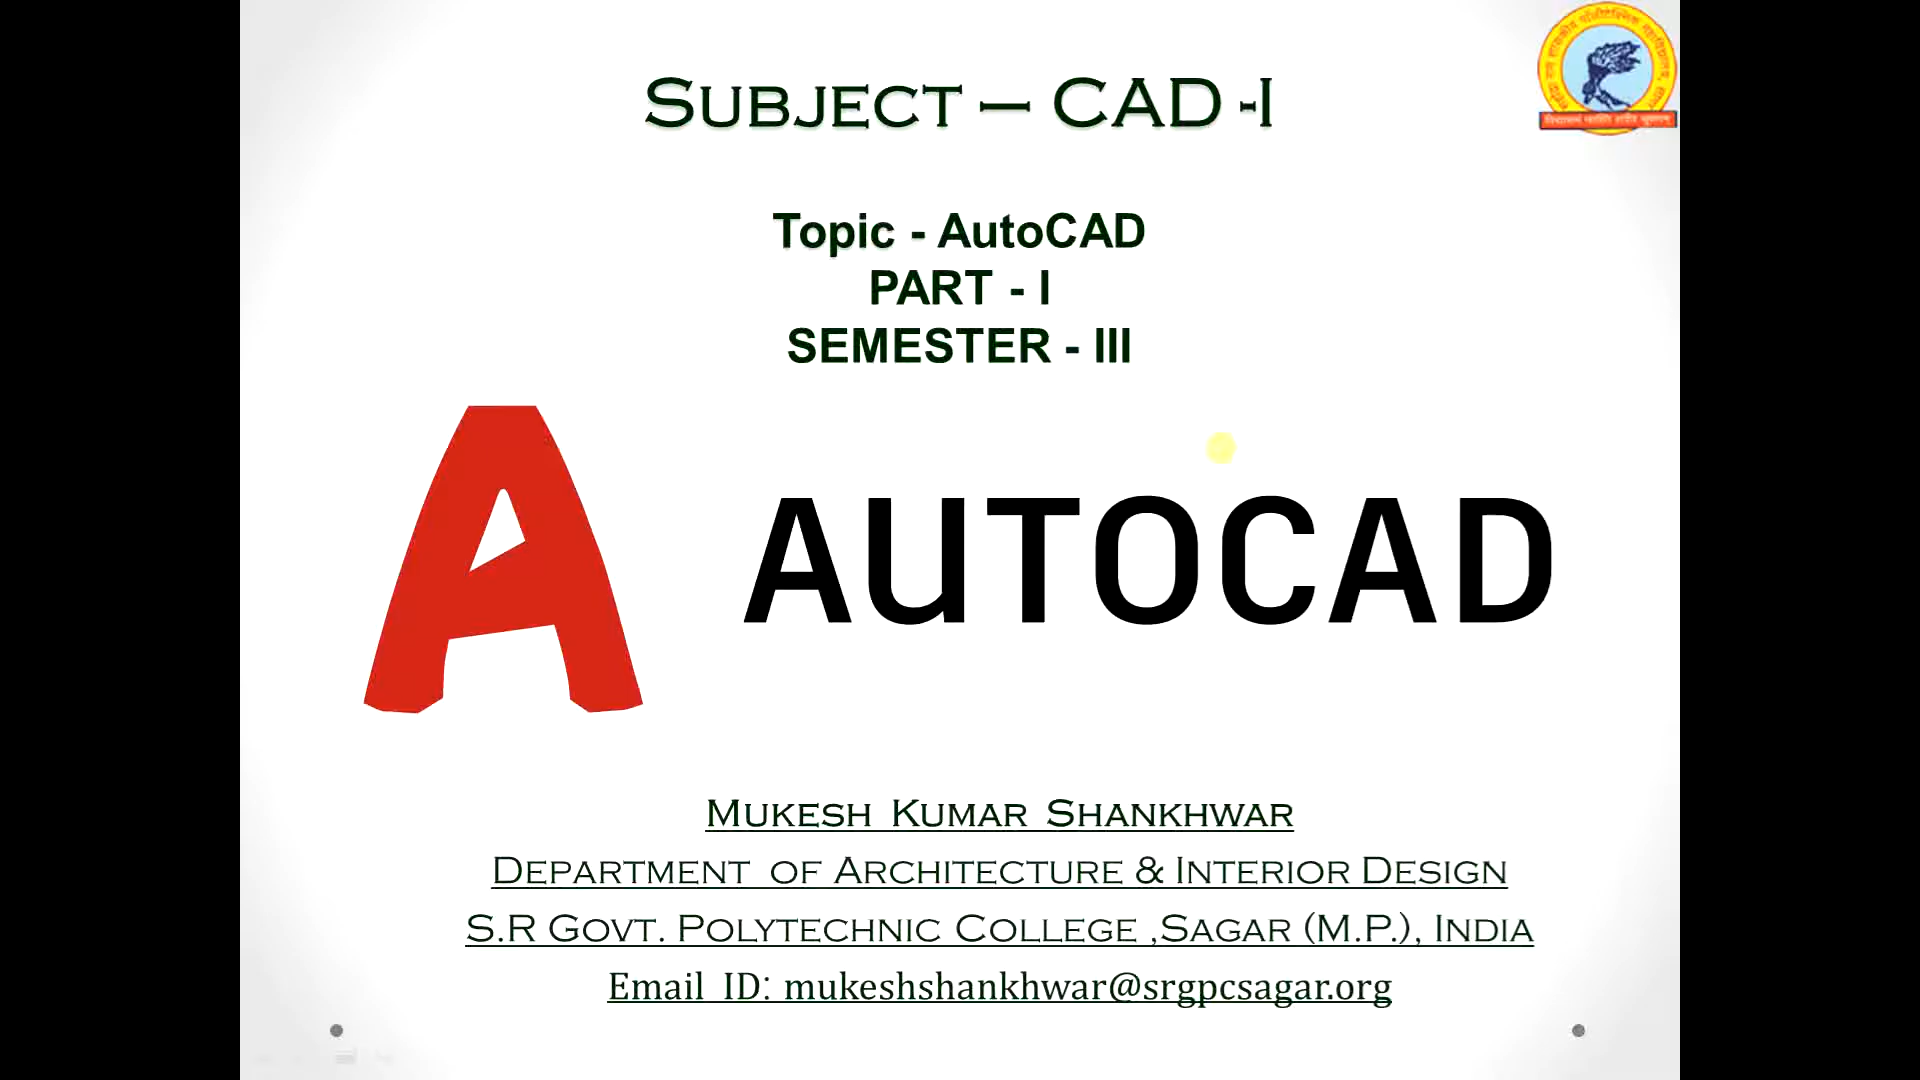 SUBJECT – CAD -I
Topic - AutoCAD
PART - I
SEMESTER - III
AUTOCAD
MUKESH KUMAR SHANKHWAR
DEPARTMENT OF ARCHITECTURE & INTERIOR DESIGN
S.R GOVT. POLYTECHNIC COLLEGE ,SAGAR (M.P.), INDIA
Email ID: mukeshshankhwar@srgpcsagar.org